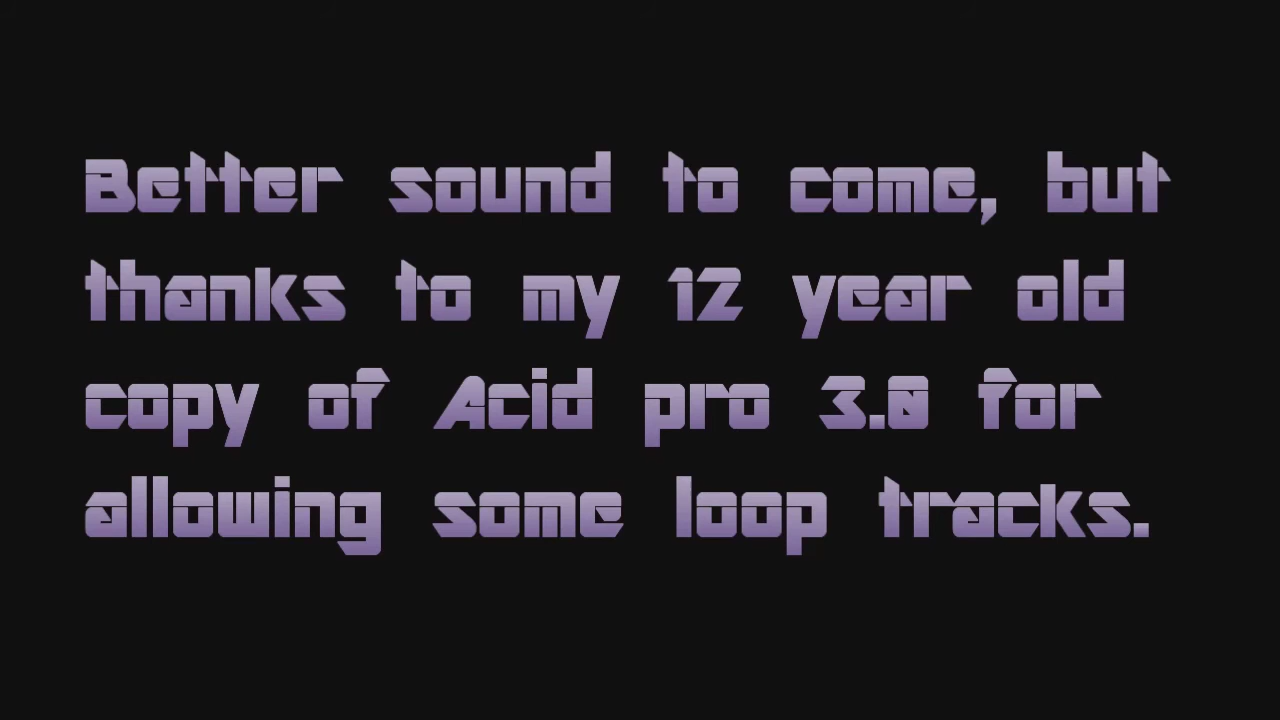 Better sound to come, but
thanks to my 12 year old
copy of Acid pro 3.0 for
allowing some loop tracks.